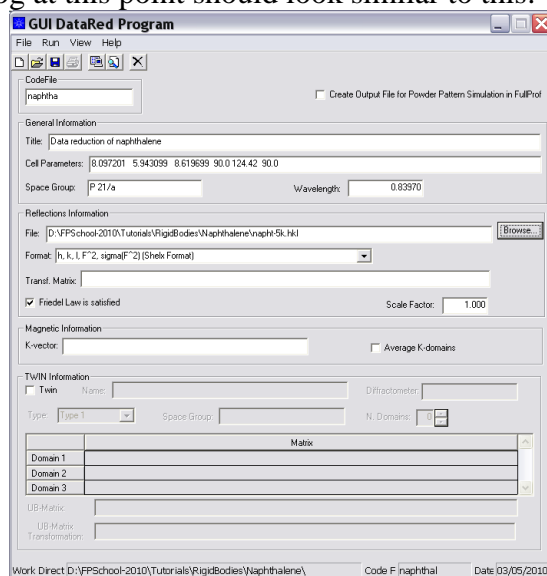 g at this point should look similar to this:
GUI DataRed Program
File Run View Help
CodeFile
naphtha
Create Output File for Powder Pattern Simulation in FullProf
General Information
Title: Data reduction of naphthalene
Cell Parameters: 8.097201 5.943099 8.619699 90.0 124.42 90.0
Space Group: P 21/a Wavelength: 0.83970
Reflections Information
File: D:\FPSchool-2010\Tutorials\RigidBodies\Naphthalene\napht-5k.hkl Browse...
Format: h, k, l, F^2, sigma(F^2) (Shelx Format)
Transf. Matrix:
Friedel Law is satisfied Scale Factor: 1.000
Magnetic Information
K-vector: Average K-domains
TWIN Information
Twin Name: Diffractometer:
Type: Type 1 Space Group: N. Domains: 0
Matrix
Domain 1
Domain 2
Domain 3
UB-Matrix:
UB-Matrix
Transformation:
Work Direct D:\FPSchool-2010\Tutorials\RigidBodies\Naphthalene\ Code F naphthal Date 03/05/2010